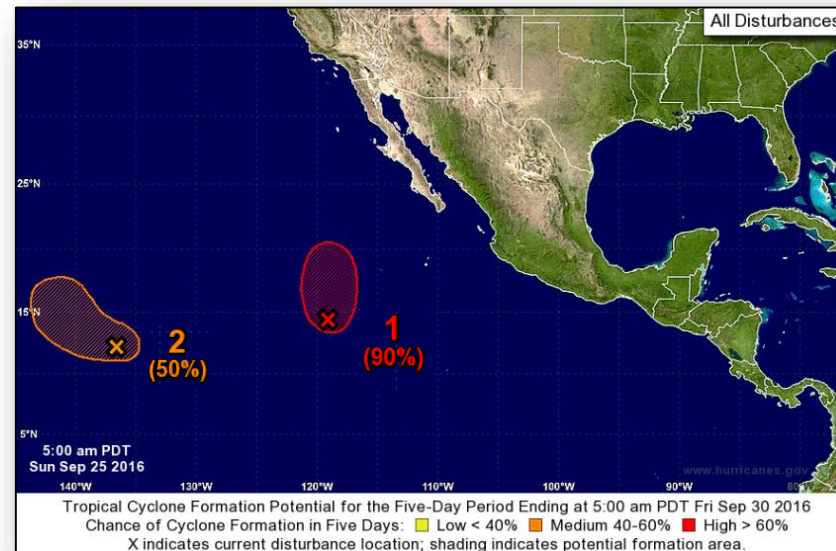 All Disturbances
35°N
25°N
15°N
5°N
1
(90%)
2
(50%)
5:00 am PDT
Sun Sep 25 2016
www.hurricanes.gov
140°W
130°W
120°W
110°W
100°W
90°W
80°W
Tropical Cyclone Formation Potential for the Five-Day Period Ending at 5:00 am PDT Fri Sep 30 2016
Chance of Cyclone Formation in Five Days: Low < 40% Medium 40-60% High > 60%
X indicates current disturbance location; shading indicates potential formation area.